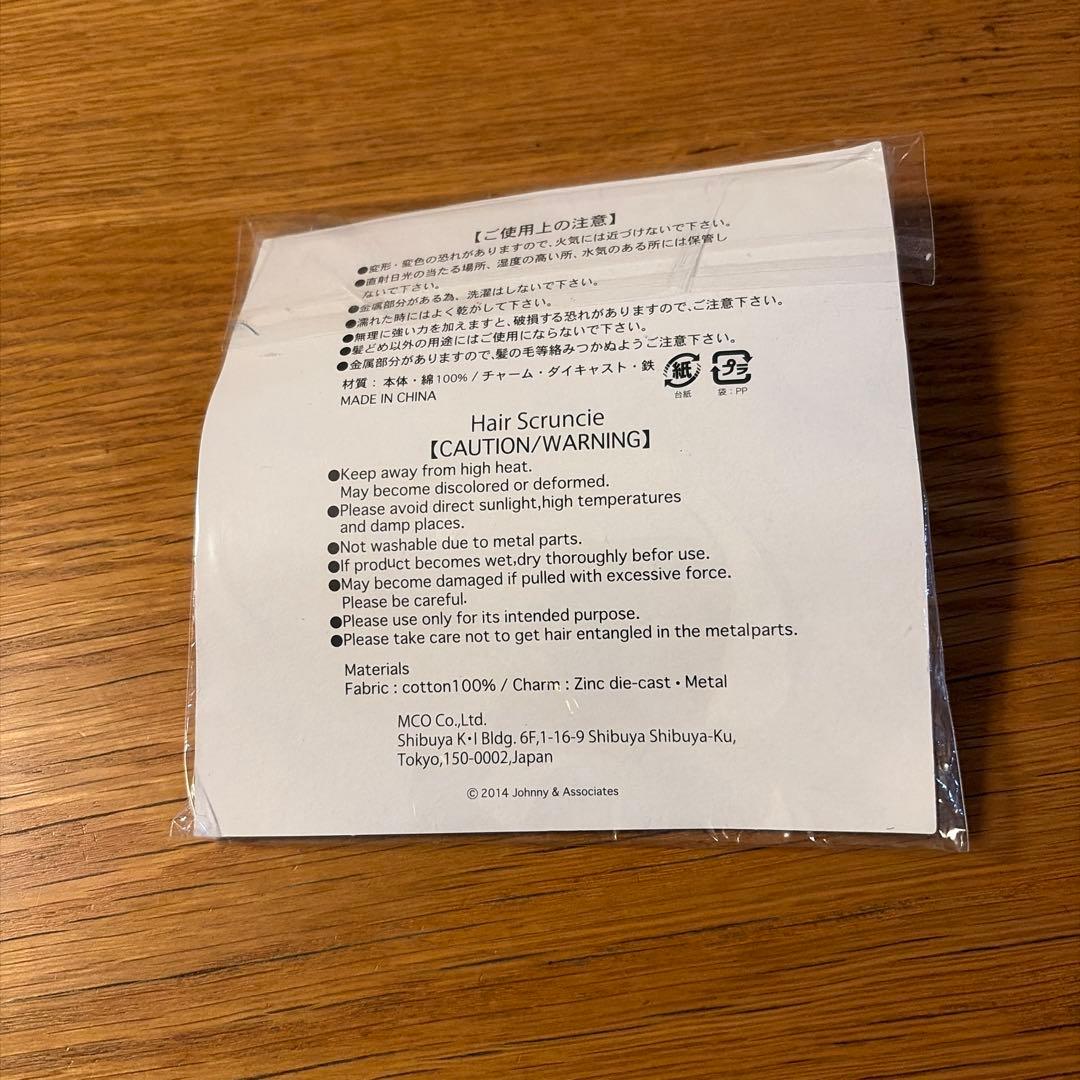 【ご使用上の注意】
●変形・変色の恐れがありますので、火気には近づけないで下さい。
●直射日光の当たる場所、湿度の高い所、水気のある所には保管し
ないで下さい。
●金属部分がある為、洗濯はしないで下さい。
●濡れた時にはよく乾かして下さい。
●無理に強い力を加えますと、破損する恐れがありますので、ご注意下さい。
●髪どめ以外の用途にはご使用にならないで下さい。
●金属部分がありますので、髪の毛等絡みつかぬようご注意下さい。
材質：本体・綿100% / チャーム・ダイキャスト・鉄
MADE IN CHINA
紙
台紙
プラ
袋：PP
Hair Scruncie
【CAUTION/WARNING】
●Keep away from high heat.
May become discolored or deformed.
●Please avoid direct sunlight,high temperatures
and damp places.
●Not washable due to metal parts.
●If product becomes wet,dry thoroughly befor use.
●May become damaged if pulled with excessive force.
Please be careful.
●Please use only for its intended purpose.
●Please take care not to get hair entangled in the metalparts.
Materials
Fabric : cotton100% / Charm : Zinc die-cast・Metal
MCO Co.,Ltd.
Shibuya K・I Bldg. 6F,1-16-9 Shibuya Shibuya-Ku,
Tokyo,150-0002,Japan
© 2014 Johnny & Associates